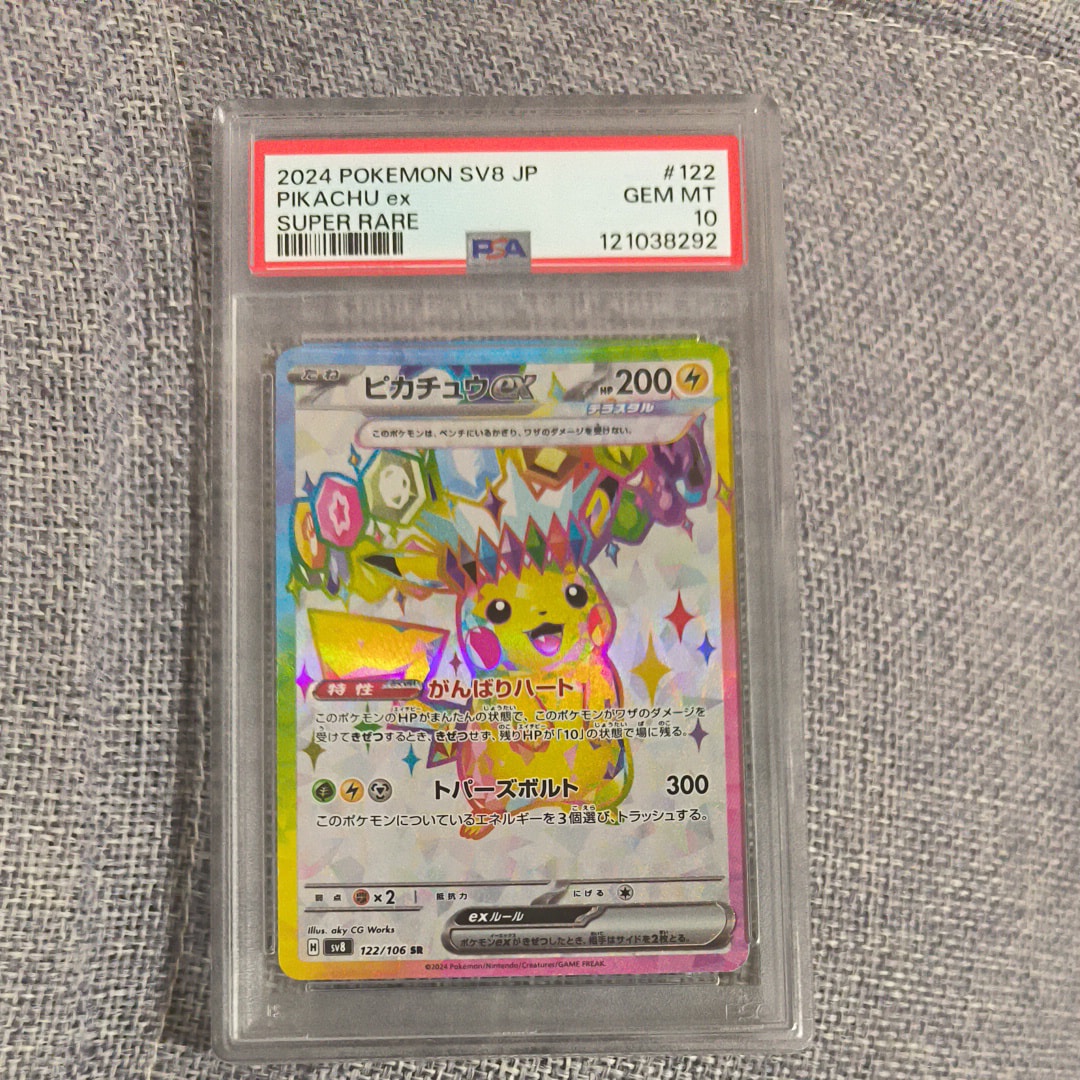 2024 POKEMON SV8 JP #122
PIKACHU ex GEM MT
SUPER RARE 10
PSA 121038292
たね ピカチュウex HP200
テラスタル
このポケモンは、ベンチにいるかぎり、ワザのダメージを受けない。
特性 がんばりハート
このポケモンのHPがまんたんの状態で、このポケモンがワザのダメージを
受けてきぜつするとき、きぜつせず、残りHPが「10」の状態で場に残る。
トパーズボルト 300
このポケモンについているエネルギーを3個選び、トラッシュする。
弱点 ×2 抵抗力 にげる
exルール
ポケモンexがきぜつしたとき、相手はサイドを2枚とる。
Illus. aky CG Works
H sv8 122/106 SR
©2024 Pokémon/Nintendo/Creatures/GAME FREAK.